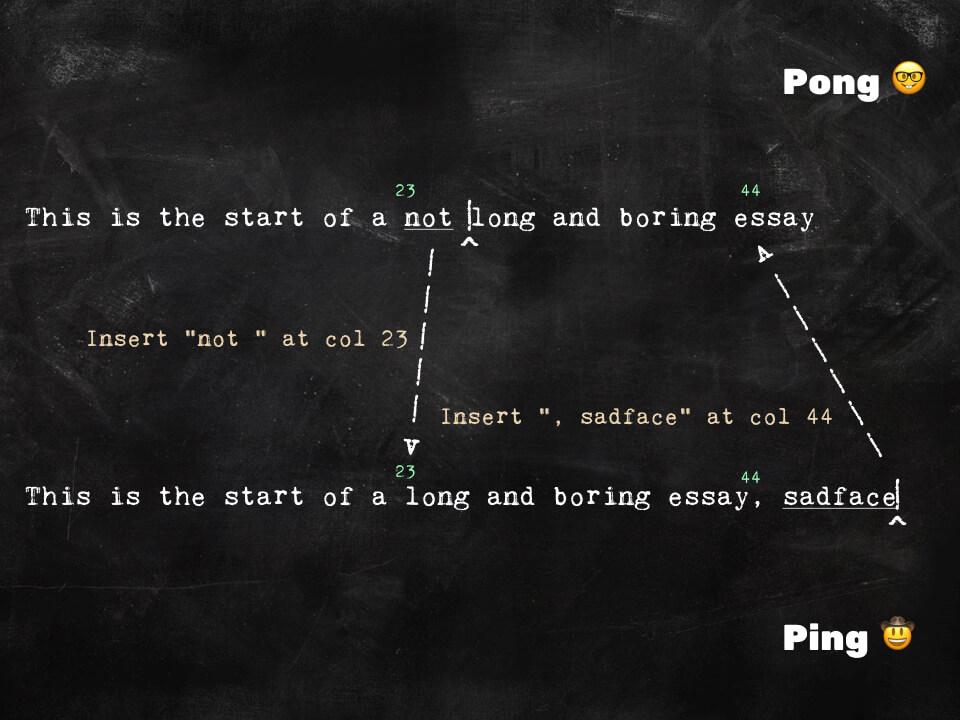 Pong 🤓
23 44
This is the start of a not long and boring essay
^
Insert "not " at col 23
Insert ", sadface" at col 44
23 44
This is the start of a long and boring essay, sadface
^
Ping 🤠